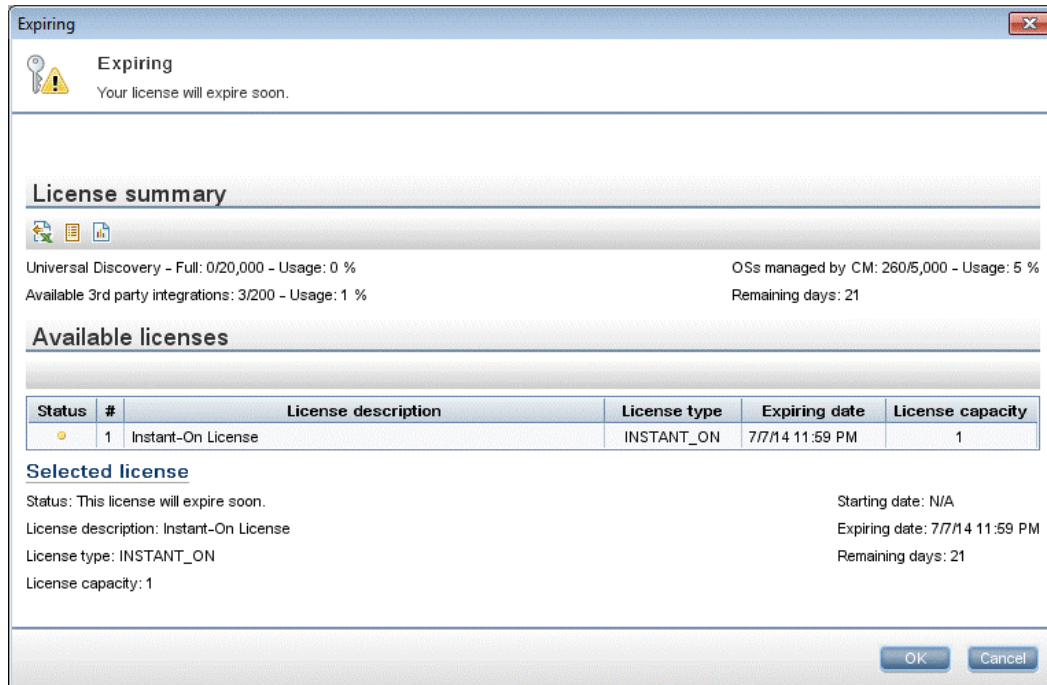 Expiring
Expiring
Your license will expire soon.
License summary
Universal Discovery – Full: 0/20,000 – Usage: 0 %
OSs managed by CM: 260/5,000 – Usage: 5 %
Available 3rd party integrations: 3/200 – Usage: 1 %
Remaining days: 21
Available licenses
Status # License description License type Expiring date License capacity
1 Instant-On License INSTANT_ON 7/7/14 11:59 PM 1
Selected license
Status: This license will expire soon.
Starting date: N/A
License description: Instant-On License
Expiring date: 7/7/14 11:59 PM
License type: INSTANT_ON
Remaining days: 21
License capacity: 1
OK Cancel